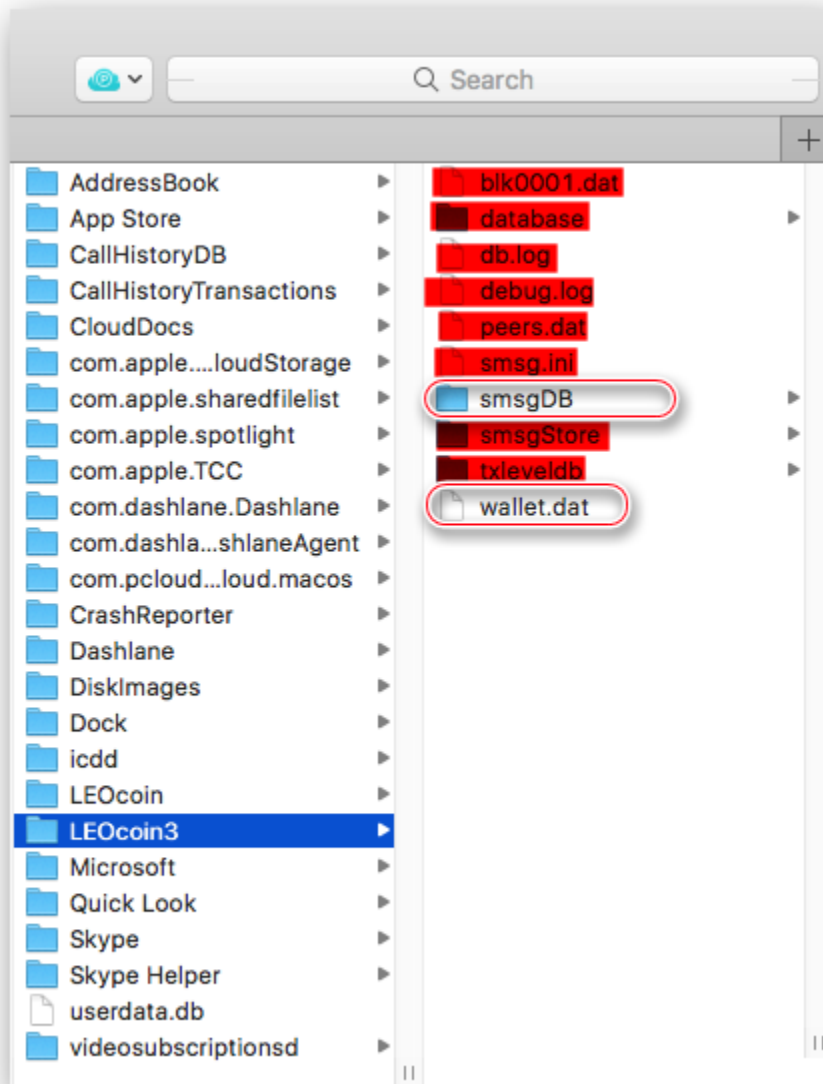 Search
+
AddressBook
App Store
CallHistoryDB
CallHistoryTransactions
CloudDocs
com.apple....loudStorage
com.apple.sharedfilelist
com.apple.spotlight
com.apple.TCC
com.dashlane.Dashlane
com.dashla...shlaneAgent
com.pcloud...loud.macos
CrashReporter
Dashlane
DiskImages
Dock
icdd
LEOcoin
LEOcoin3
Microsoft
Quick Look
Skype
Skype Helper
userdata.db
videosubscriptionsd
blk0001.dat
database
db.log
debug.log
peers.dat
smsg.ini
smsgDB
smsgStore
txleveldb
wallet.dat